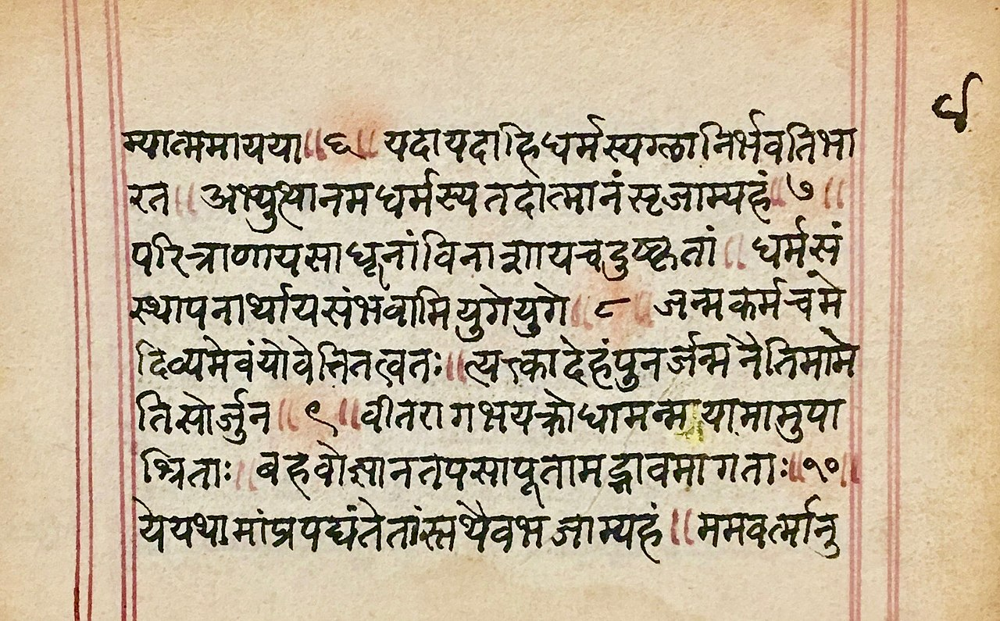 ४
म्यात्ममायया॥६॥ यदायदाहिधर्मस्यग्लानिर्भवतिभा
रत॥ अभ्युत्थानमधर्मस्यतदात्मानंसृजाम्यहं॥७॥
परित्राणायसाधूनांविनाशायचदुष्कृतां॥ धर्मसं
स्थापनार्थायसंभवामियुगेयुगे॥८॥ जन्मकर्मचमे
दिव्यमेवंयोवेत्तितत्वतः॥त्यक्त्कादेहंपुनर्जन्मनैतिमामे
तिसोर्जुन॥९॥वीतरागभयक्रोधामन्मयामामुपा
श्रिताः॥बहवोज्ञानतपसापूतामद्भावमागताः॥१०॥
येयथामांप्रपद्यंतेतांस्तथैवभजाम्यहं॥ममवर्त्मानु